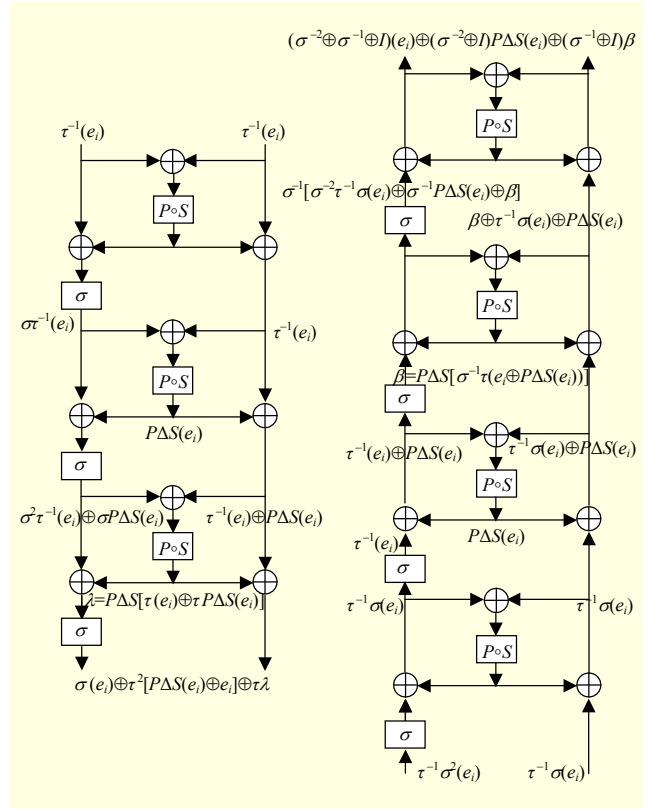 (σ⁻²⊕σ⁻¹⊕I)(eᵢ)⊕(σ⁻²⊕I)PΔS(eᵢ)⊕(σ⁻¹⊕I)β
τ⁻¹(eᵢ) τ⁻¹(eᵢ)
P∘S
σ
στ⁻¹(eᵢ) τ⁻¹(eᵢ)
P∘S
PΔS(eᵢ)
σ
σ²τ⁻¹(eᵢ)⊕σPΔS(eᵢ) τ⁻¹(eᵢ)⊕PΔS(eᵢ)
P∘S
λ=PΔS[τ(eᵢ)⊕τPΔS(eᵢ)]
σ
σ(eᵢ)⊕τ²[PΔS(eᵢ)⊕eᵢ]⊕τλ
P∘S
σ⁻¹[σ⁻²τ⁻¹σ(eᵢ)⊕σ⁻¹PΔS(eᵢ)⊕β]
σ
β⊕τ⁻¹σ(eᵢ)⊕PΔS(eᵢ)
P∘S
β=PΔS[σ⁻¹τ(eᵢ⊕PΔS(eᵢ))]
σ
τ⁻¹(eᵢ)⊕PΔS(eᵢ) τ⁻¹σ(eᵢ)⊕PΔS(eᵢ)
P∘S
PΔS(eᵢ)
τ⁻¹(eᵢ)
σ
τ⁻¹σ(eᵢ) τ⁻¹σ(eᵢ)
P∘S
σ
τ⁻¹σ²(eᵢ) τ⁻¹σ(eᵢ)